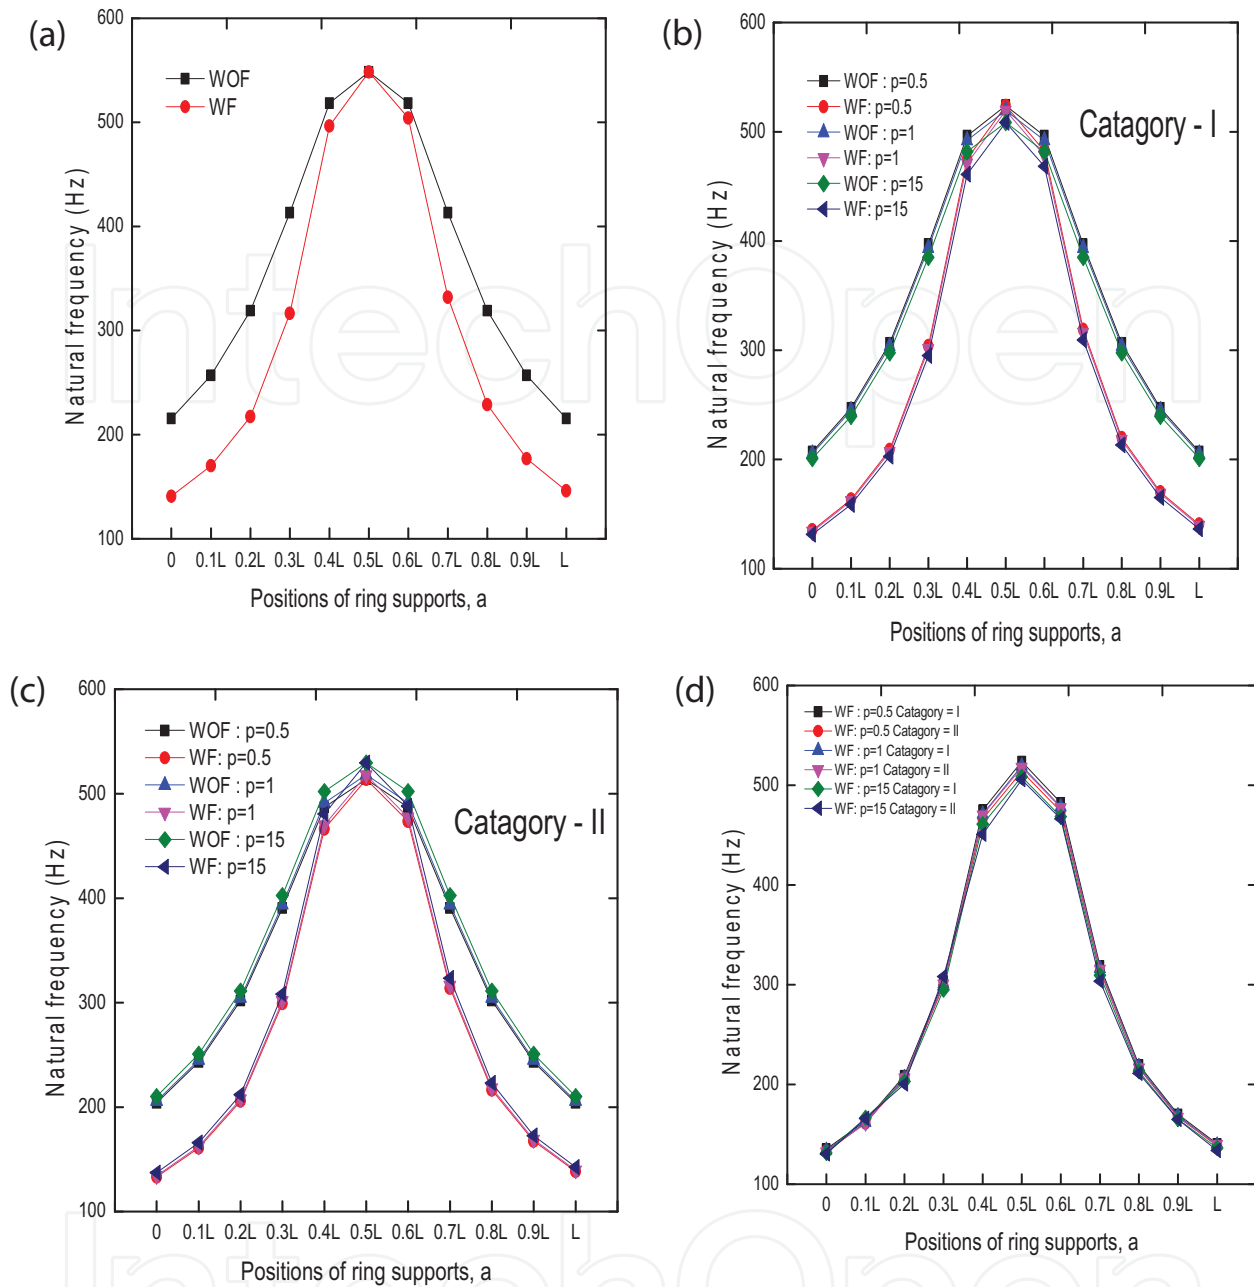 (a)
600
500
400
300
200
100
Natural frequency (Hz)
WOF
WF
0 0.1L 0.2L 0.3L 0.4L 0.5L 0.6L 0.7L 0.8L 0.9L L
Positions of ring supports, a
(b)
600
500
400
300
200
100
Natural frequency (Hz)
WOF : p=0.5
WF: p=0.5
WOF : p=1
WF: p=1
WOF : p=15
WF: p=15
Catagory - I
0 0.1L 0.2L 0.3L 0.4L 0.5L 0.6L 0.7L 0.8L 0.9L L
Positions of ring supports, a
IntechOpen
(c)
600
500
400
300
200
100
Natural frequency (Hz)
WOF : p=0.5
WF: p=0.5
WOF : p=1
WF: p=1
WOF : p=15
WF: p=15
Catagory - II
0 0.1L 0.2L 0.3L 0.4L 0.5L 0.6L 0.7L 0.8L 0.9L L
Positions of ring supports, a
(d)
600
500
400
300
200
100
Natural frequency (Hz)
WF : p=0.5 Catagory = I
WF: p=0.5 Catagory = II
WF : p=1 Catagory = I
WF: p=1 Catagory = II
WF : p=15 Catagory = I
WF: p=15 Catagory = II
0 0.1L 0.2L 0.3L 0.4L 0.5L 0.6L 0.7L 0.8L 0.9L L
Positions of ring supports, a
IntechOpen